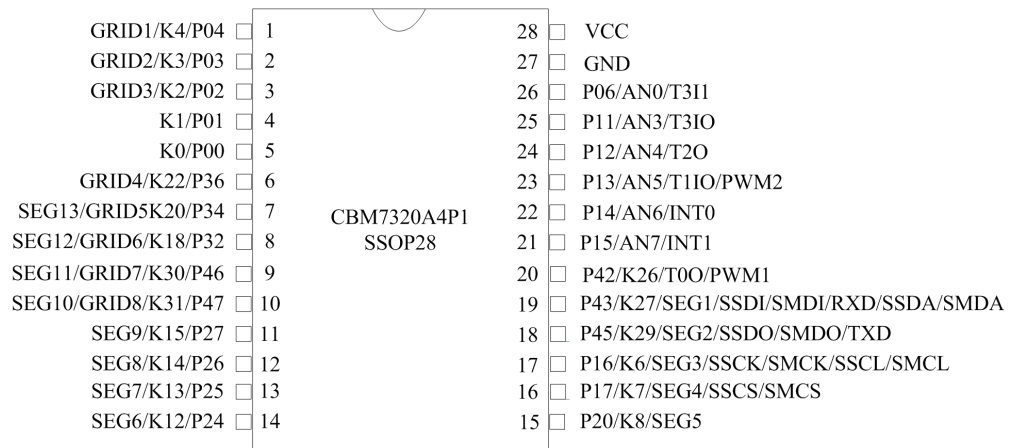 GRID1/K4/P04 1 28 VCC
GRID2/K3/P03 2 27 GND
GRID3/K2/P02 3 26 P06/AN0/T3I1
K1/P01 4 25 P11/AN3/T3IO
K0/P00 5 24 P12/AN4/T2O
GRID4/K22/P36 6 23 P13/AN5/T1IO/PWM2
SEG13/GRID5K20/P34 7 CBM7320A4P1 22 P14/AN6/INT0
SEG12/GRID6/K18/P32 8 SSOP28 21 P15/AN7/INT1
SEG11/GRID7/K30/P46 9 20 P42/K26/T0O/PWM1
SEG10/GRID8/K31/P47 10 19 P43/K27/SEG1/SSDI/SMDI/RXD/SSDA/SMDA
SEG9/K15/P27 11 18 P45/K29/SEG2/SSDO/SMDO/TXD
SEG8/K14/P26 12 17 P16/K6/SEG3/SSCK/SMCK/SSCL/SMCL
SEG7/K13/P25 13 16 P17/K7/SEG4/SSCS/SMCS
SEG6/K12/P24 14 15 P20/K8/SEG5